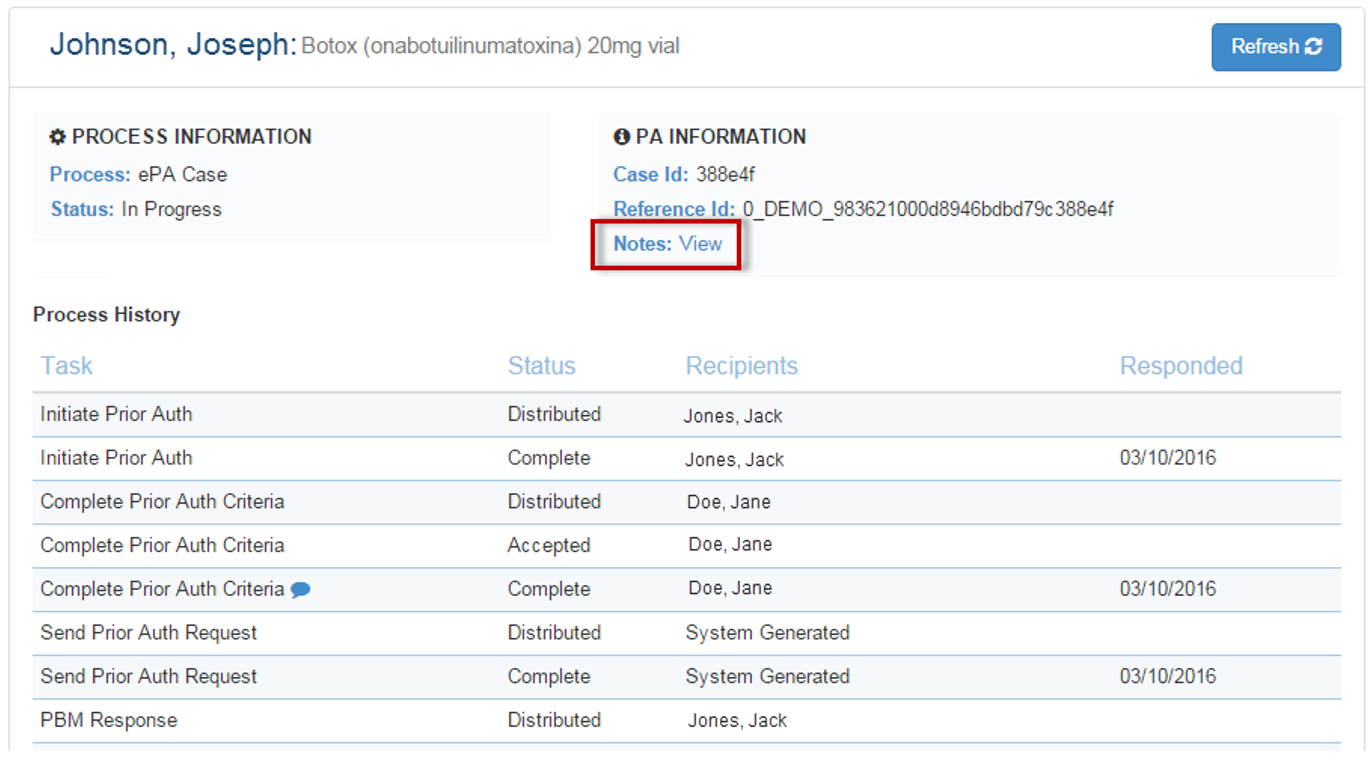 Johnson, Joseph: Botox (onabotuilinumatoxina) 20mg vial
Refresh
PROCESS INFORMATION
Process: ePA Case
Status: In Progress
PA INFORMATION
Case Id: 388e4f
Reference Id: 0_DEMO_983621000d8946bdbd79c388e4f
Notes: View
Process History
Task Status Recipients Responded
Initiate Prior Auth Distributed Jones, Jack
Initiate Prior Auth Complete Jones, Jack 03/10/2016
Complete Prior Auth Criteria Distributed Doe, Jane
Complete Prior Auth Criteria Accepted Doe, Jane
Complete Prior Auth Criteria Complete Doe, Jane 03/10/2016
Send Prior Auth Request Distributed System Generated
Send Prior Auth Request Complete System Generated 03/10/2016
PBM Response Distributed Jones, Jack